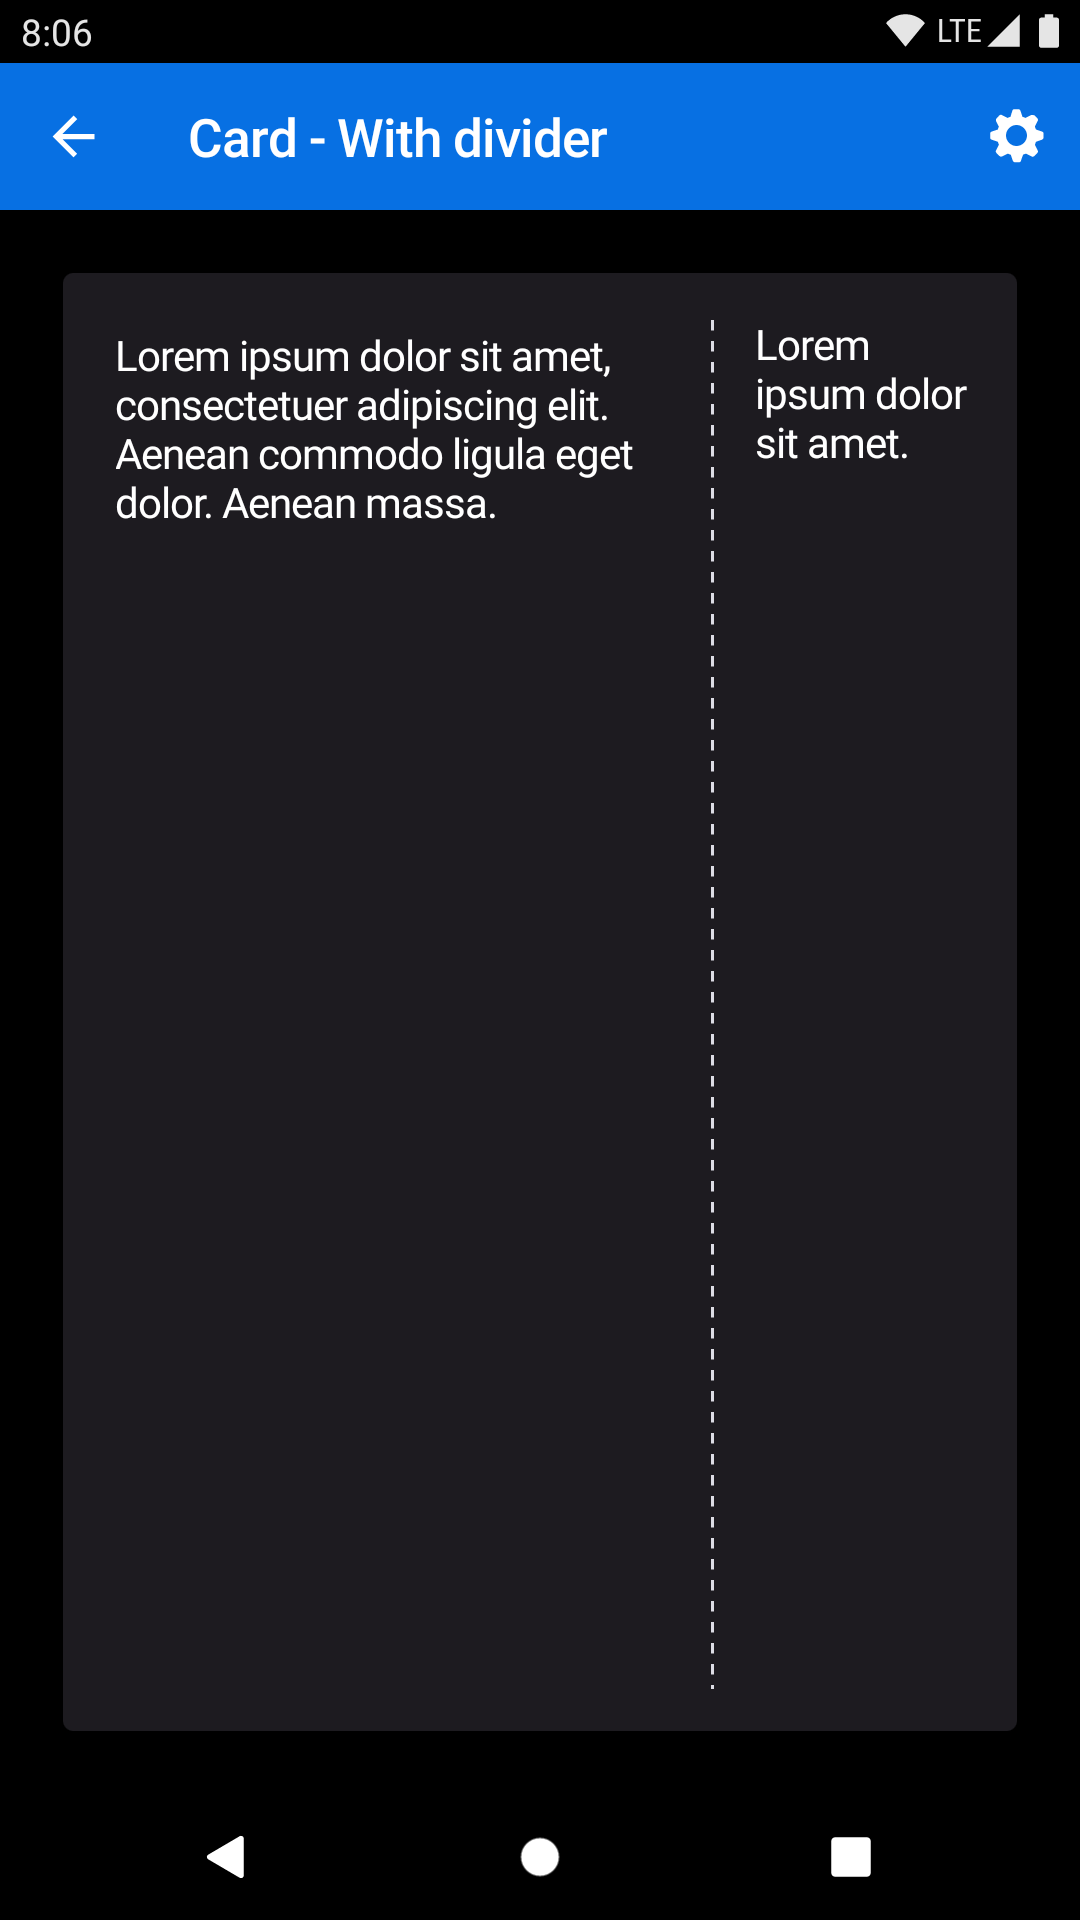 8:06
LTE
Card - With divider
Lorem ipsum dolor sit amet,
consectetuer adipiscing elit.
Aenean commodo ligula eget
dolor. Aenean massa.
Lorem
ipsum dolor
sit amet.